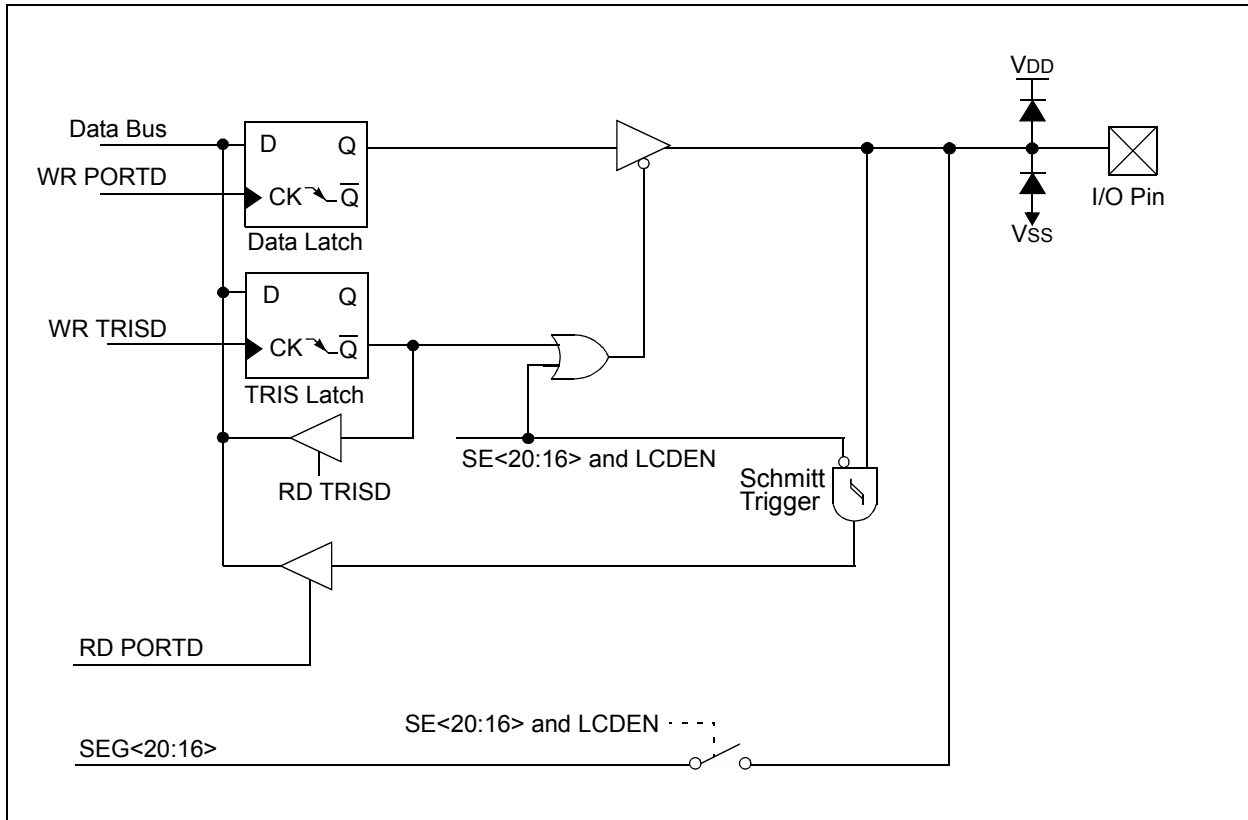 VDD
Data Bus
D Q
WR PORTD
CK Q̅
I/O Pin
Data Latch
VSS
D Q
WR TRISD
CK Q̅
TRIS Latch
SE<20:16> and LCDEN
RD TRISD
Schmitt
Trigger
RD PORTD
SE<20:16> and LCDEN
SEG<20:16>